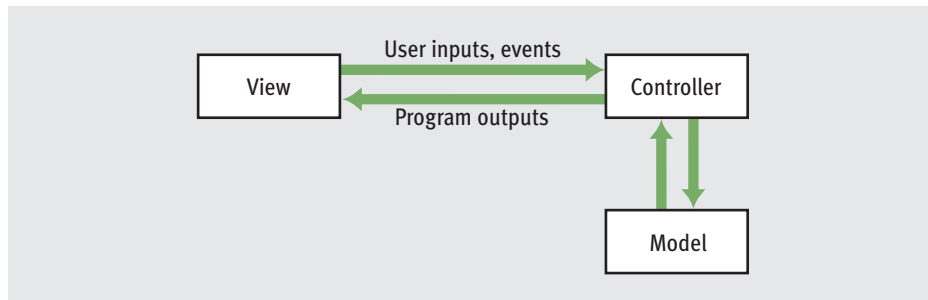 User inputs, events
View
Controller
Program outputs
Model